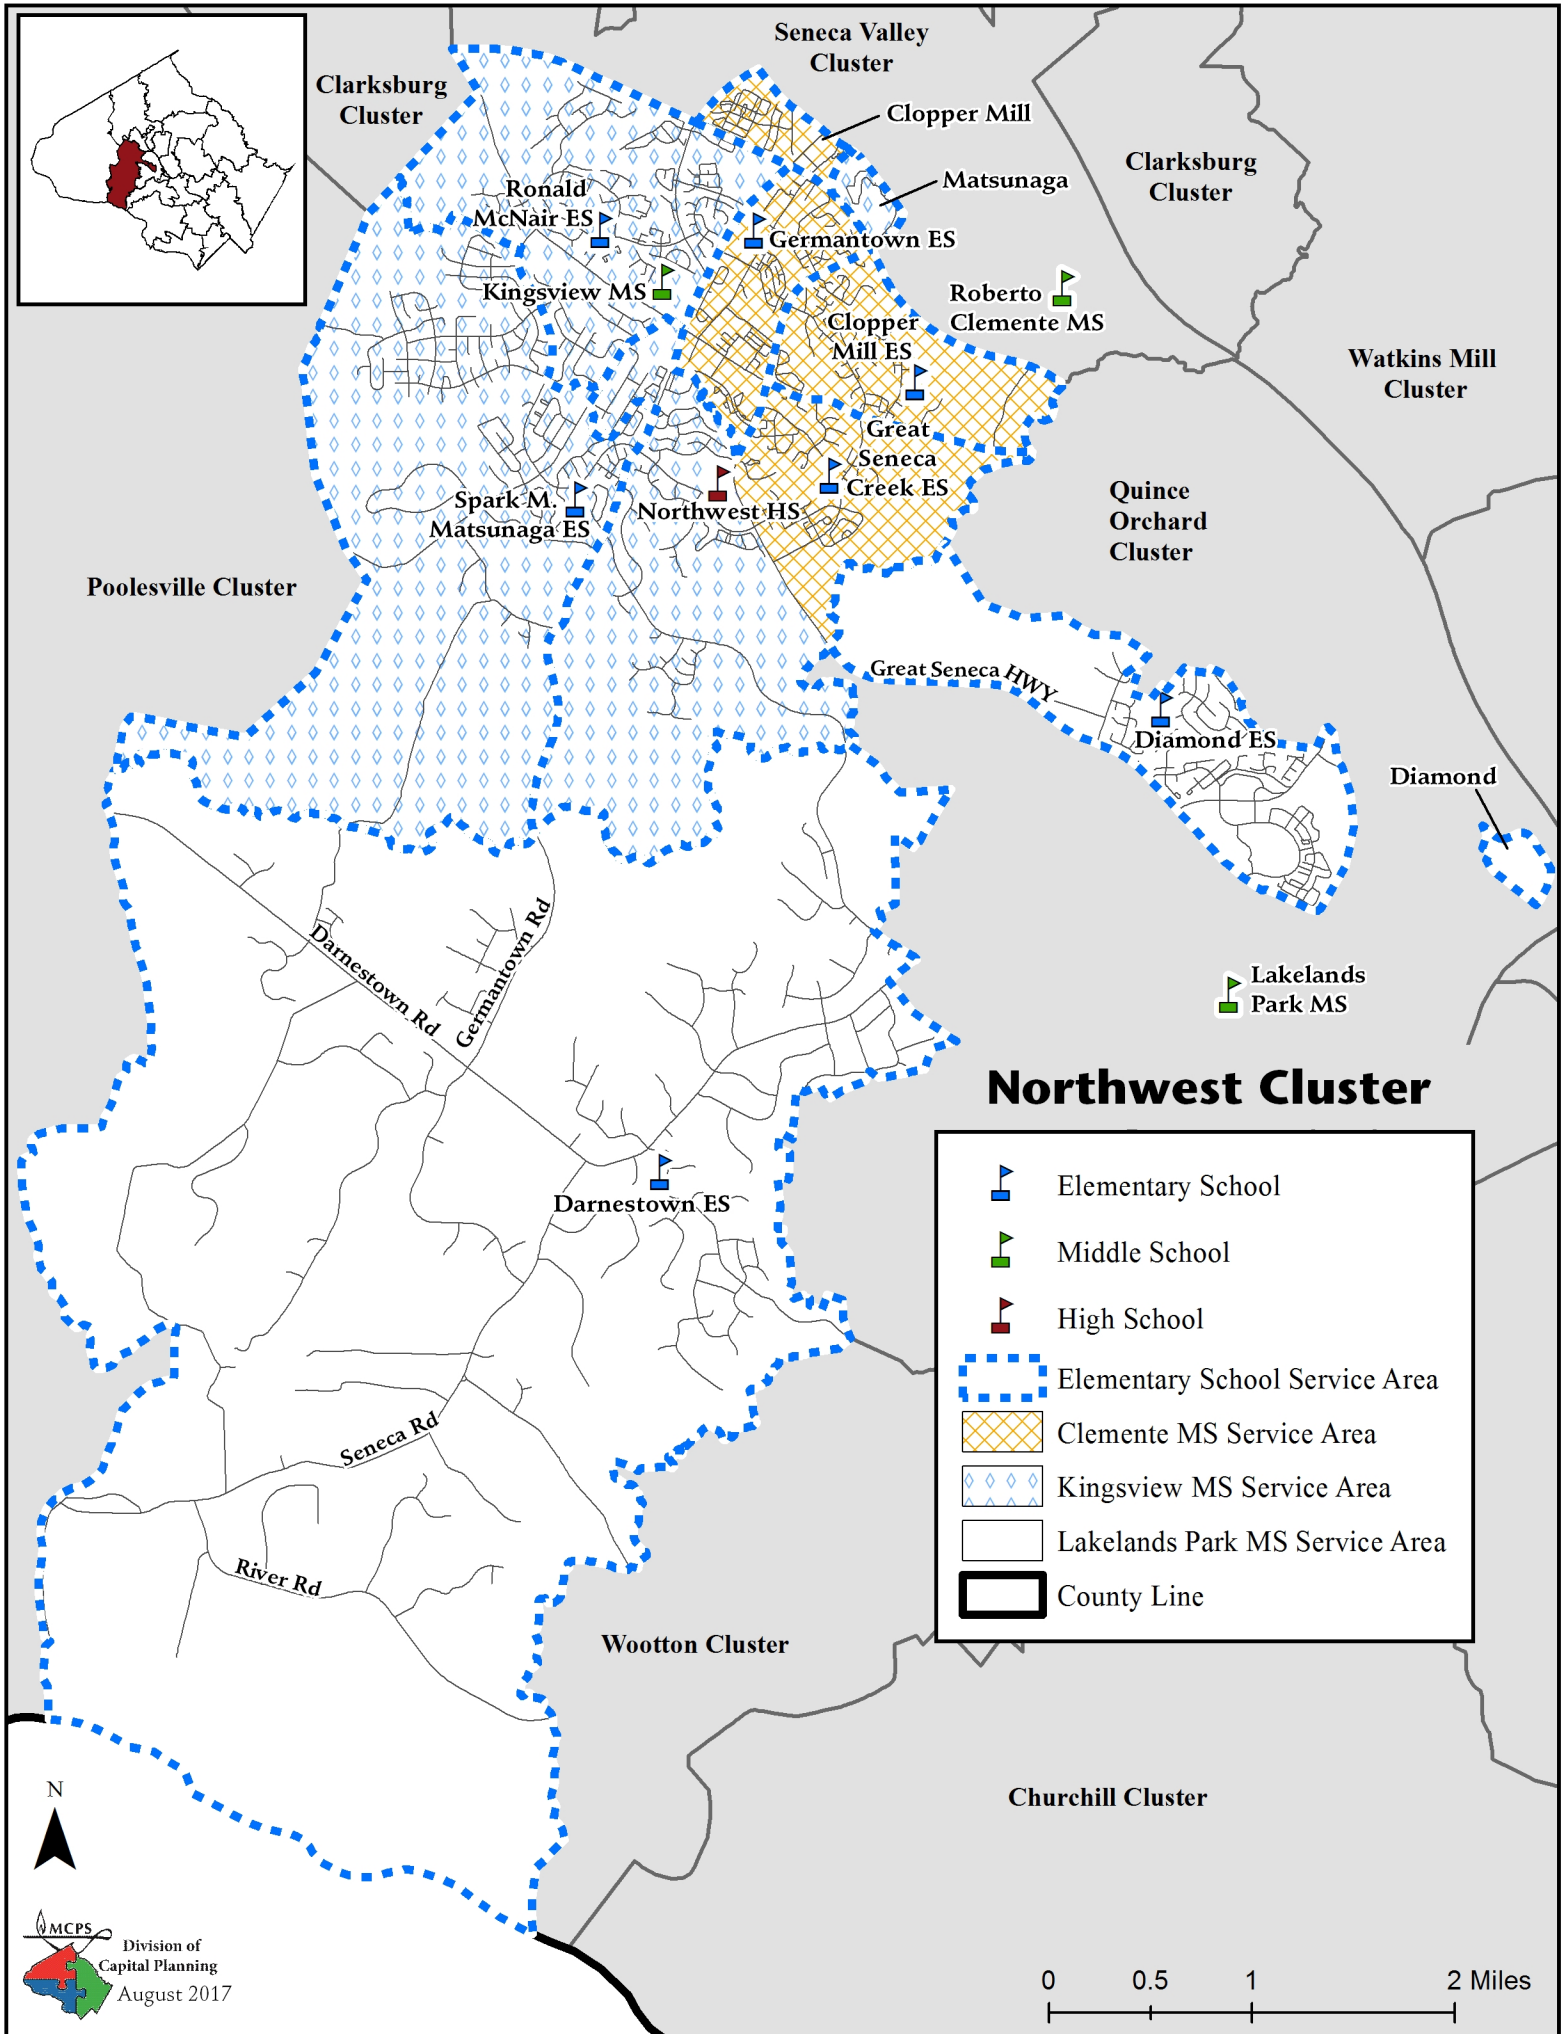 Seneca Valley
Cluster
Clarksburg
Cluster
Clopper Mill
Clarksburg
Cluster
Matsunaga
Ronald
McNair ES
Germantown ES
Kingsview MS
Roberto
Clemente MS
Clopper
Mill ES
Watkins Mill
Cluster
Great
Seneca
Creek ES
Spark M.
Matsunaga ES
Northwest HS
Quince
Orchard
Cluster
Poolesville Cluster
Great Seneca HWY
Diamond ES
Diamond
Darnestown Rd
Germantown Rd
Lakelands
Park MS
Northwest Cluster
Darnestown ES
Elementary School
Middle School
High School
Elementary School Service Area
Clemente MS Service Area
Kingsview MS Service Area
Lakelands Park MS Service Area
County Line
Seneca Rd
River Rd
Wootton Cluster
Churchill Cluster
N
MCPS
Division of
Capital Planning
August 2017
0 0.5 1 2 Miles